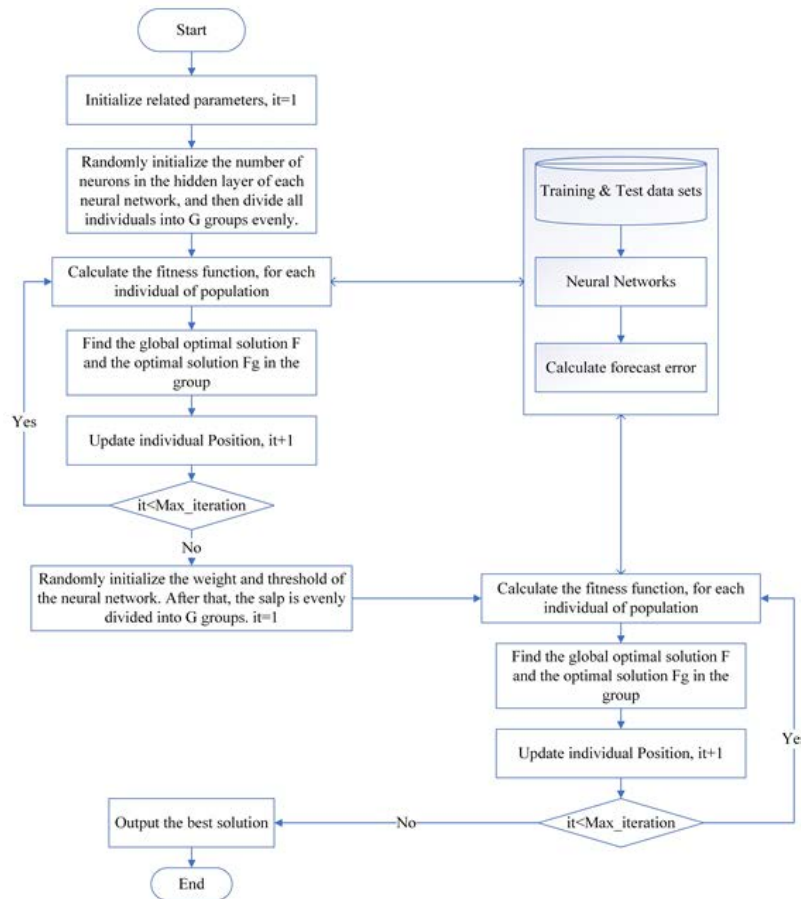 Start
Initialize related parameters, it=1
Randomly initialize the number of
neurons in the hidden layer of each
neural network, and then divide all
individuals into G groups evenly.
Calculate the fitness function, for each
individual of population
Find the global optimal solution F
and the optimal solution Fg in the
group
Yes
Update individual Position, it+1
it<Max_iteration
No
Randomly initialize the weight and threshold of
the neural network. After that, the salp is evenly
divided into G groups. it=1
Training & Test data sets
Neural Networks
Calculate forecast error
Calculate the fitness function, for each
individual of population
Find the global optimal solution F
and the optimal solution Fg in the
group
Yes
Update individual Position, it+1
it<Max_iteration
No
Output the best solution
End